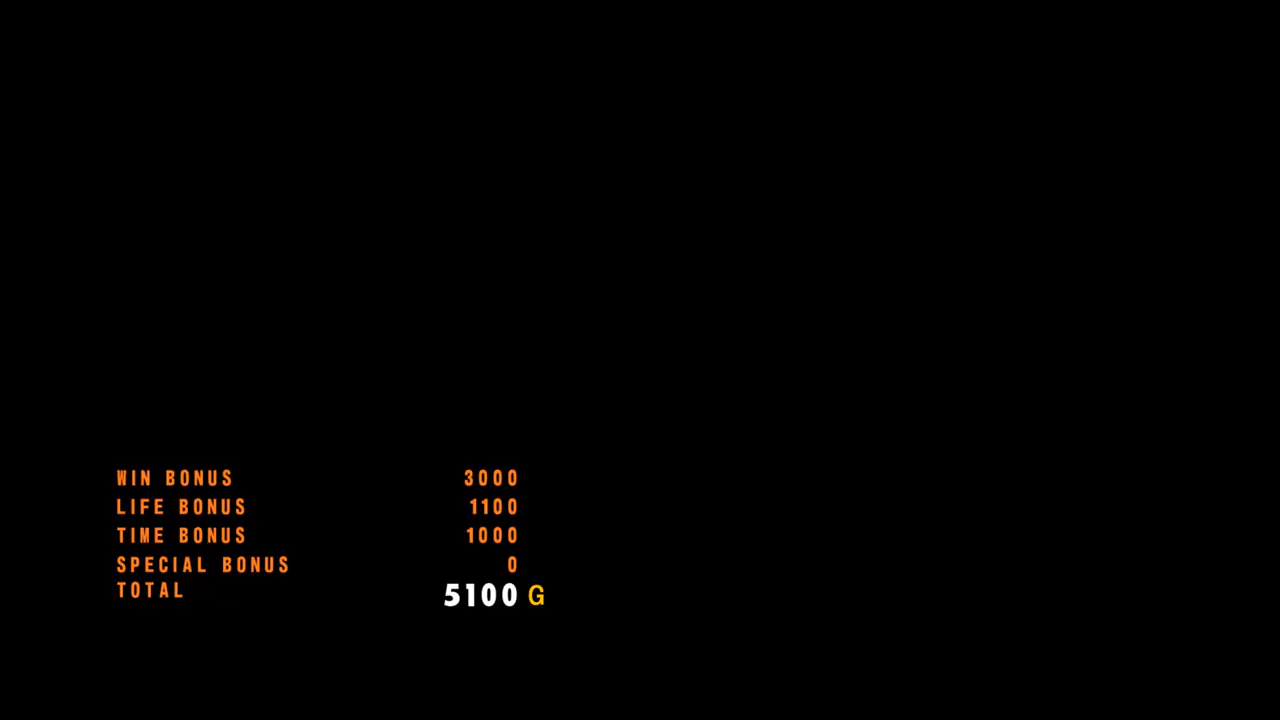 WIN BONUS 3000
LIFE BONUS 1100
TIME BONUS 1000
SPECIAL BONUS 0
TOTAL 5100 G